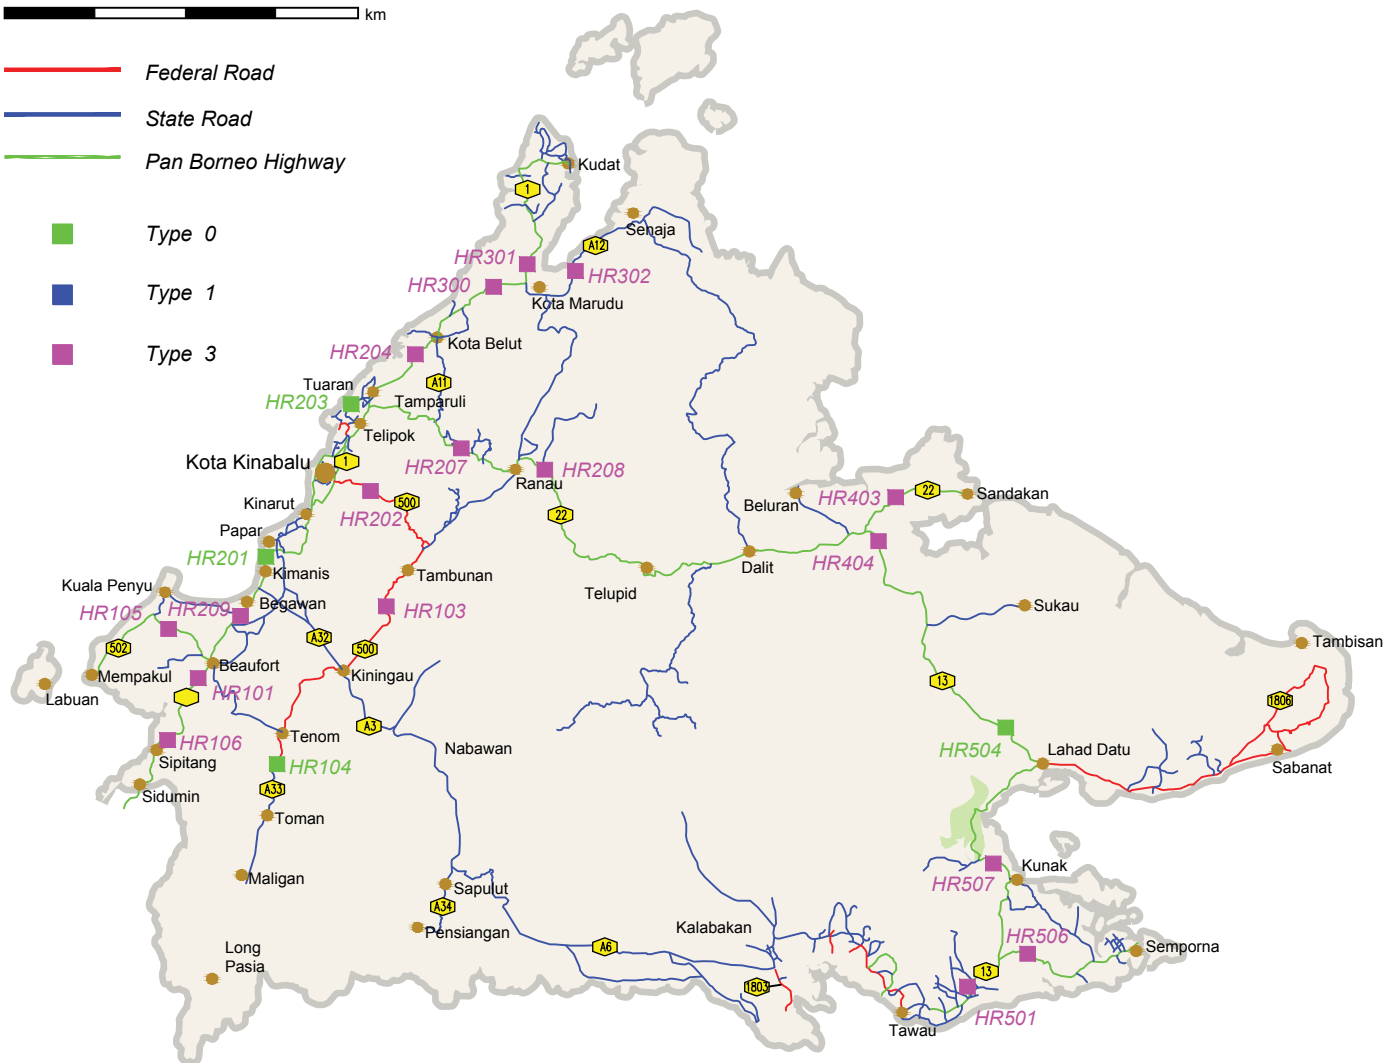 km
Federal Road
State Road
Pan Borneo Highway
Type 0
Type 1
Type 3
Kudat
1
Senaja
A12
HR301
HR302
HR300
Kota Marudu
Kota Belut
HR204
A11
Tuaran
HR203
Tamparuli
Telipok
Kota Kinabalu
1
HR207
HR208
Ranau
HR202
500
22
Kinarut
Papar
HR201
Kimanis
Tambunan
Telupid
Dalit
Beluran
HR403
22
Sandakan
HR404
Kuala Penyu
HR105
HR209
Begawan
HR103
Sukau
502
A32
500
Tambisan
Mempakul
Beaufort
Kiningau
Labuan
HR101
13
1806
A3
HR106
Tenom
Nabawan
HR504
Lahad Datu
Sipitang
HR104
Sabanat
Sidumin
A33
Toman
Maligan
Sapulut
HR507
Kunak
A34
Pensiangan
Kalabakan
Long
Pasia
A6
HR506
Semporna
13
1803
HR501
Tawau